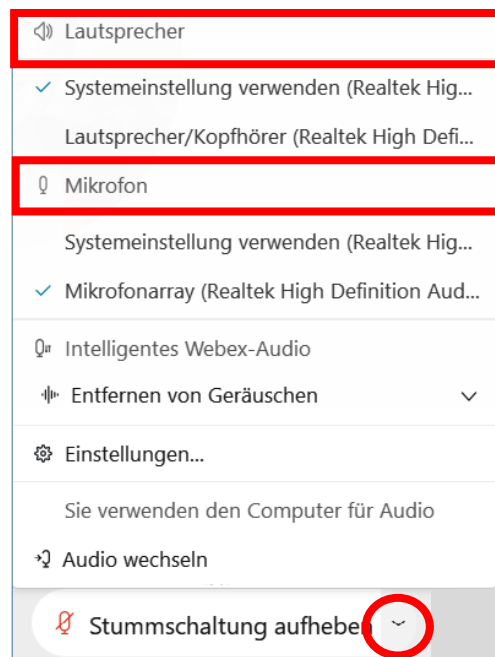 Lautsprecher
Systemeinstellung verwenden (Realtek Hig...
Lautsprecher/Kopfhörer (Realtek High Defi...
Mikrofon
Systemeinstellung verwenden (Realtek Hig...
Mikrofonarray (Realtek High Definition Aud...
Intelligentes Webex-Audio
Entfernen von Geräuschen
Einstellungen...
Sie verwenden den Computer für Audio
Audio wechseln
Stummschaltung aufheben